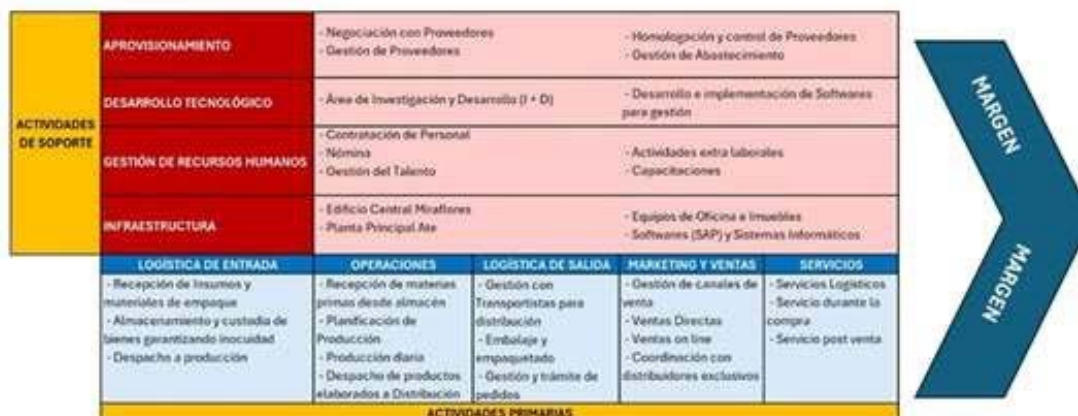 APROVISIONAMIENTO
- Negociación con Proveedores
- Gestión de Proveedores
- Homologación y control de Proveedores
- Gestión de Abastecimiento
DESARROLLO TECNOLÓGICO
- Área de Investigación y Desarrollo (I + D)
- Desarrollo e implementación de Softwares
para gestión
ACTIVIDADES
DE SOPORTE
GESTIÓN DE RECURSOS HUMANOS
- Contratación de Personal
- Nómina
- Gestión del Talento
- Actividades extra laborales
- Capacitaciones
INFRAESTRUCTURA
- Edificio Central Miraflores
- Planta Principal Ate
- Equipos de Oficina e Imuebles
- Softwares (SAP) y Sistemas Informáticos
MARGEN
MARGEN
LOGÍSTICA DE ENTRADA
- Recepción de Insumos y
materiales de empaque
- Almacenamiento y custodia de
bienes garantizando inocuidad
- Despacho a producción
OPERACIONES
- Recepción de materias
primas desde almacén
- Planificación de
Producción
- Producción diaria
- Despacho de productos
elaborados a Distribución
LOGÍSTICA DE SALIDA
- Gestión con
Transportistas para
distribución
- Embalaje y
empaquetado
- Gestión y trámite de
pedidos
MARKETING Y VENTAS
- Gestión de canales de
venta
- Ventas Directas
- Ventas on line
- Coordinación con
distribuidores exclusivos
SERVICIOS
- Servicios Logísticos
- Servicio durante la
compra
- Servicio post venta
ACTIVIDADES PRIMARIAS